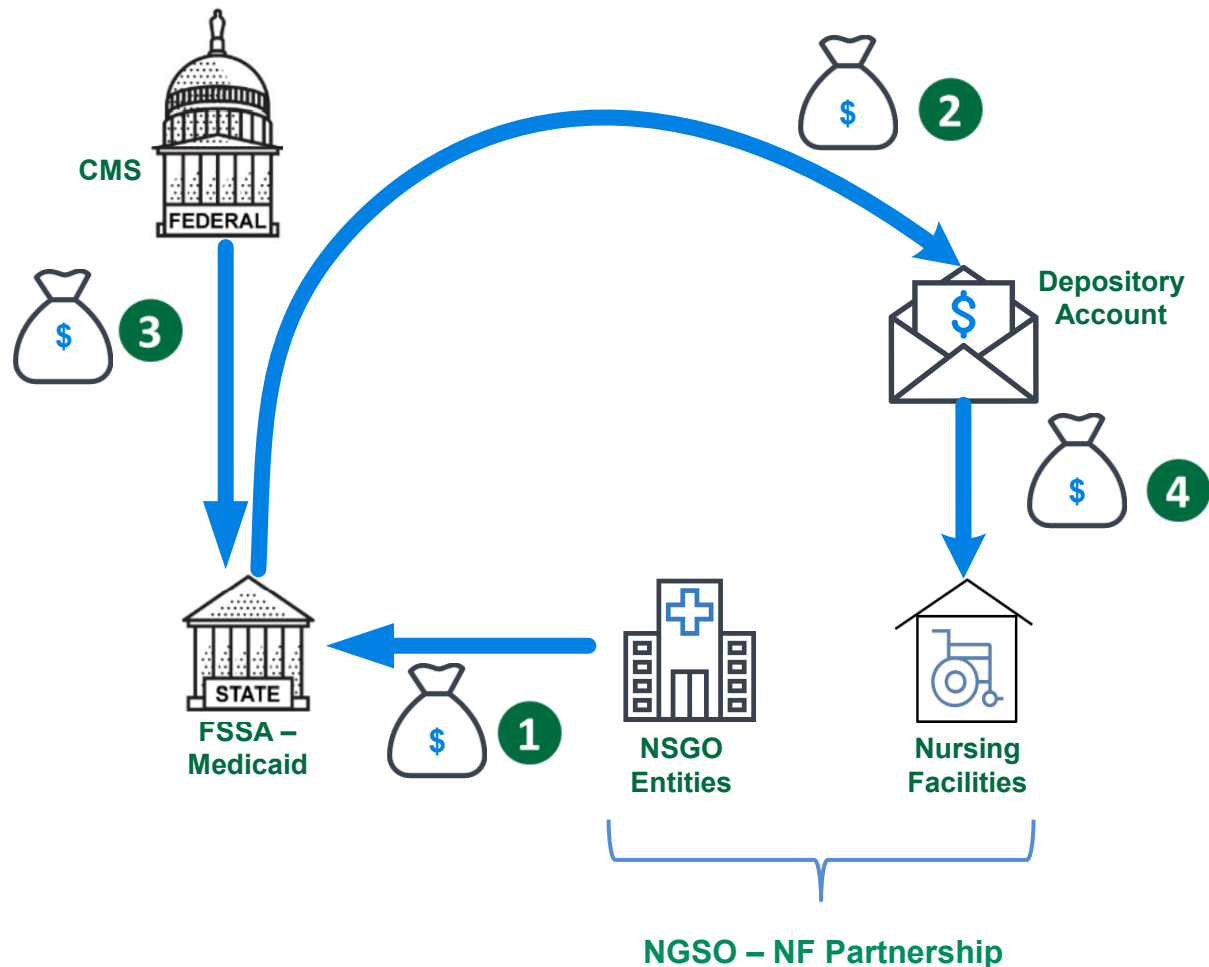 $
2
CMS
FEDERAL
Depository
Account
$
$
3
$
4
STATE
FSSA –
Medicaid
$
1
NSGO
Entities
Nursing
Facilities
NGSO – NF Partnership